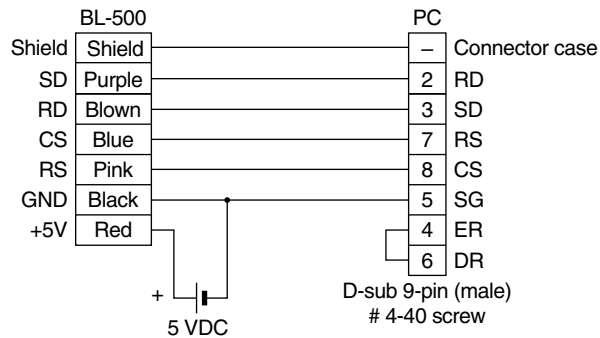 BL-500 PC
Shield Shield – Connector case
SD Purple 2 RD
RD Blown 3 SD
CS Blue 7 RS
RS Pink 8 CS
GND Black 5 SG
+5V Red 4 ER
6 DR
+
5 VDC
D-sub 9-pin (male)
# 4-40 screw